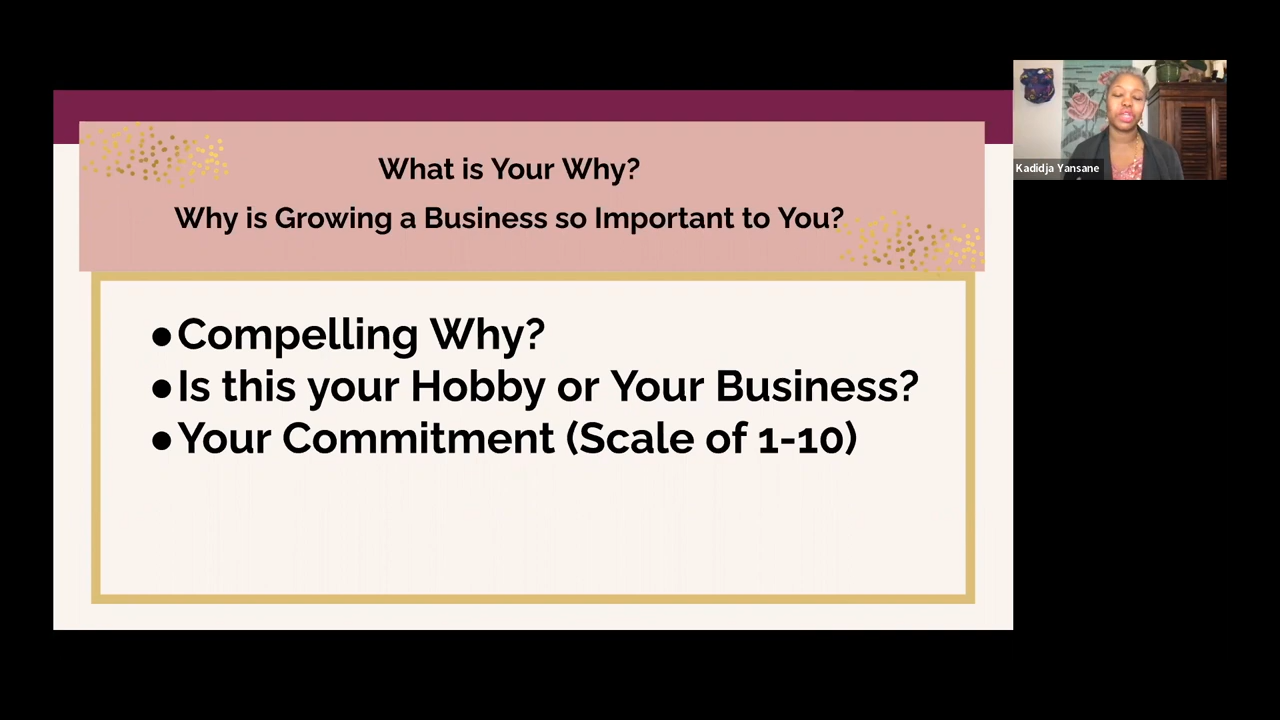 What is Your Why?
Why is Growing a Business so Important to You?
●Compelling Why?
●Is this your Hobby or Your Business?
●Your Commitment (Scale of 1-10)
Kadidja Yansane